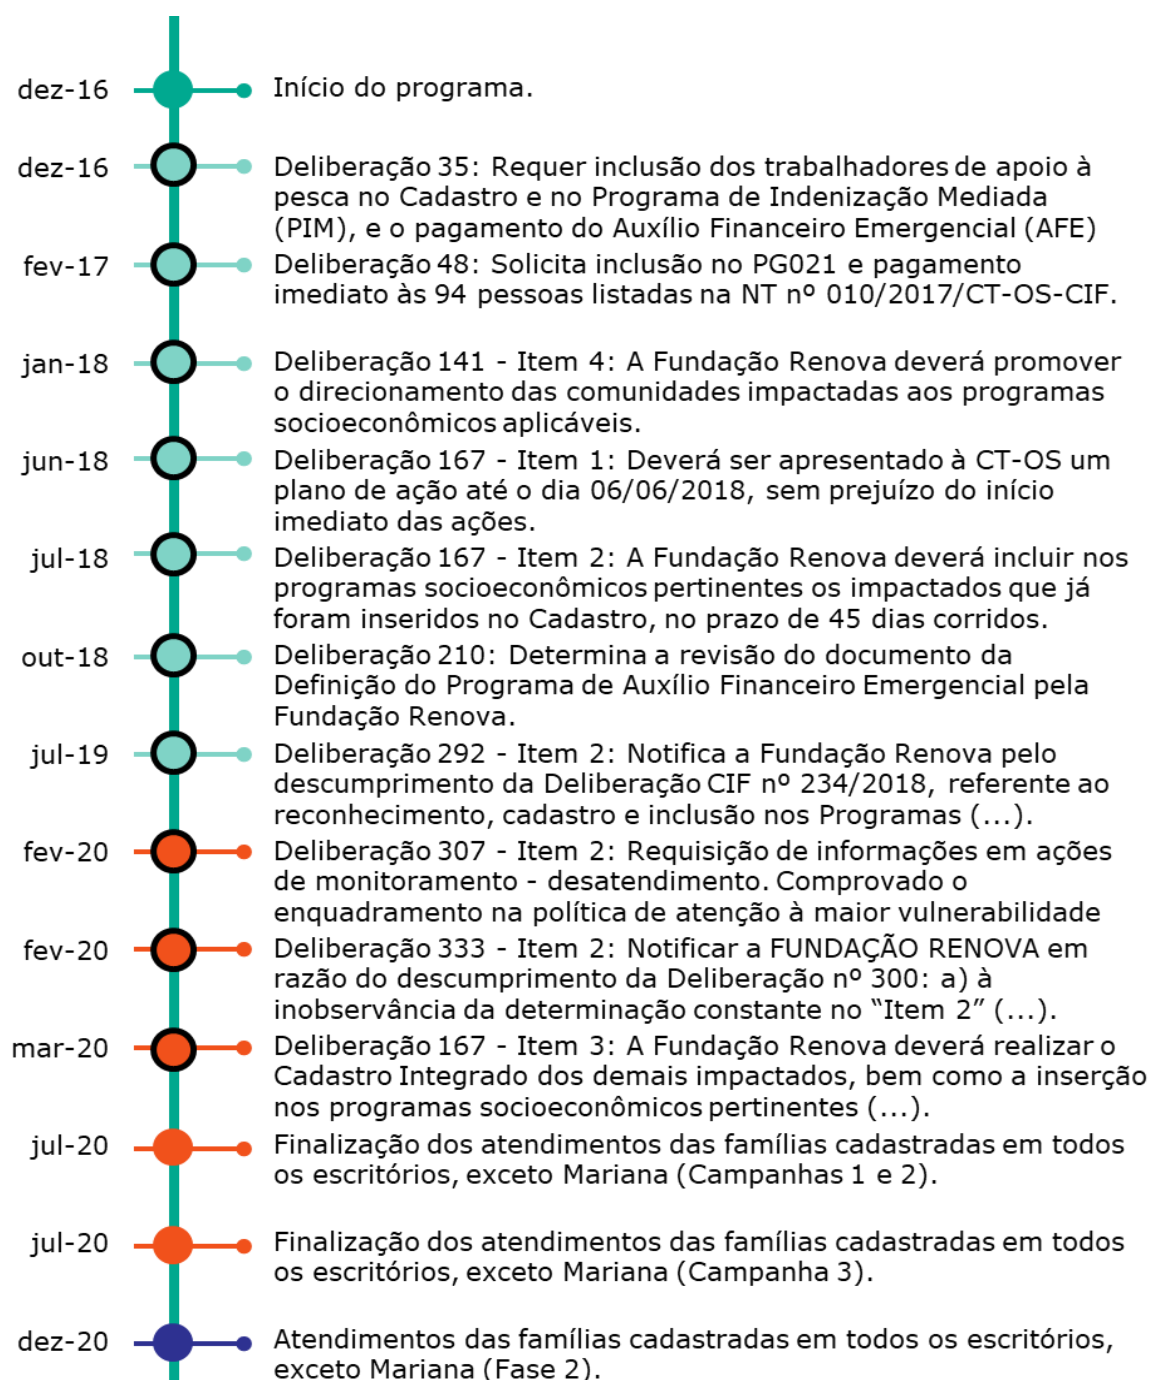 dez-16 Início do programa.
dez-16 Deliberação 35: Requer inclusão dos trabalhadores de apoio à
pesca no Cadastro e no Programa de Indenização Mediada
(PIM), e o pagamento do Auxílio Financeiro Emergencial (AFE)
fev-17 Deliberação 48: Solicita inclusão no PG021 e pagamento
imediato às 94 pessoas listadas na NT nº 010/2017/CT-OS-CIF.
jan-18 Deliberação 141 - Item 4: A Fundação Renova deverá promover
o direcionamento das comunidades impactadas aos programas
socioeconômicos aplicáveis.
jun-18 Deliberação 167 - Item 1: Deverá ser apresentado à CT-OS um
plano de ação até o dia 06/06/2018, sem prejuízo do início
imediato das ações.
jul-18 Deliberação 167 - Item 2: A Fundação Renova deverá incluir nos
programas socioeconômicos pertinentes os impactados que já
foram inseridos no Cadastro, no prazo de 45 dias corridos.
out-18 Deliberação 210: Determina a revisão do documento da
Definição do Programa de Auxílio Financeiro Emergencial pela
Fundação Renova.
jul-19 Deliberação 292 - Item 2: Notifica a Fundação Renova pelo
descumprimento da Deliberação CIF nº 234/2018, referente ao
reconhecimento, cadastro e inclusão nos Programas (...).
fev-20 Deliberação 307 - Item 2: Requisição de informações em ações
de monitoramento - desatendimento. Comprovado o
enquadramento na política de atenção à maior vulnerabilidade
fev-20 Deliberação 333 - Item 2: Notificar a FUNDAÇÃO RENOVA em
razão do descumprimento da Deliberação nº 300: a) à
inobservância da determinação constante no “Item 2” (...).
mar-20 Deliberação 167 - Item 3: A Fundação Renova deverá realizar o
Cadastro Integrado dos demais impactados, bem como a inserção
nos programas socioeconômicos pertinentes (...).
jul-20 Finalização dos atendimentos das famílias cadastradas em todos
os escritórios, exceto Mariana (Campanhas 1 e 2).
jul-20 Finalização dos atendimentos das famílias cadastradas em todos
os escritórios, exceto Mariana (Campanha 3).
dez-20 Atendimentos das famílias cadastradas em todos os escritórios,
exceto Mariana (Fase 2).